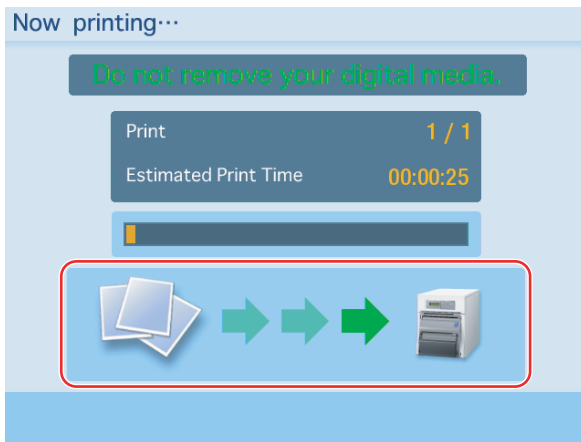 Now printing…
Do not remove your digital media.
Print 1 / 1
Estimated Print Time 00:00:25